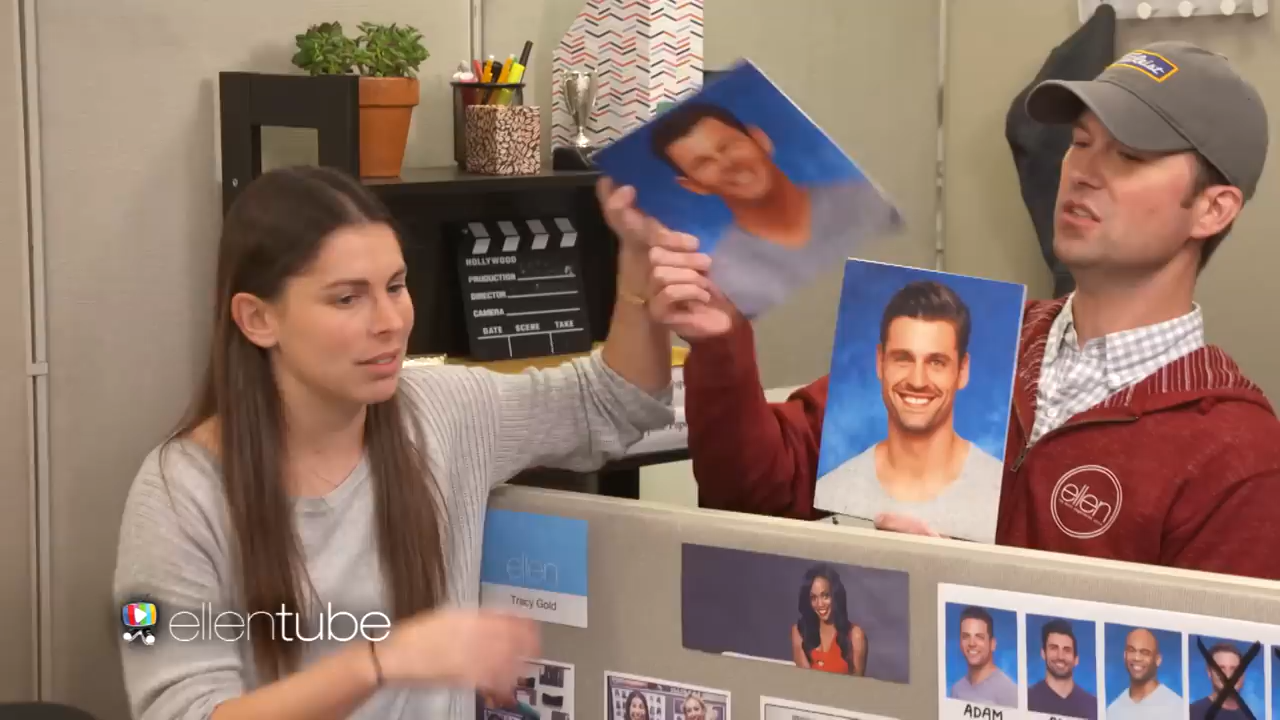 HOLLYWOOD
PRODUCTION
DIRECTOR
CAMERA
DATE SCENE TAKE
ellen
ellen
Tracy Gold
ellentube
ADAM